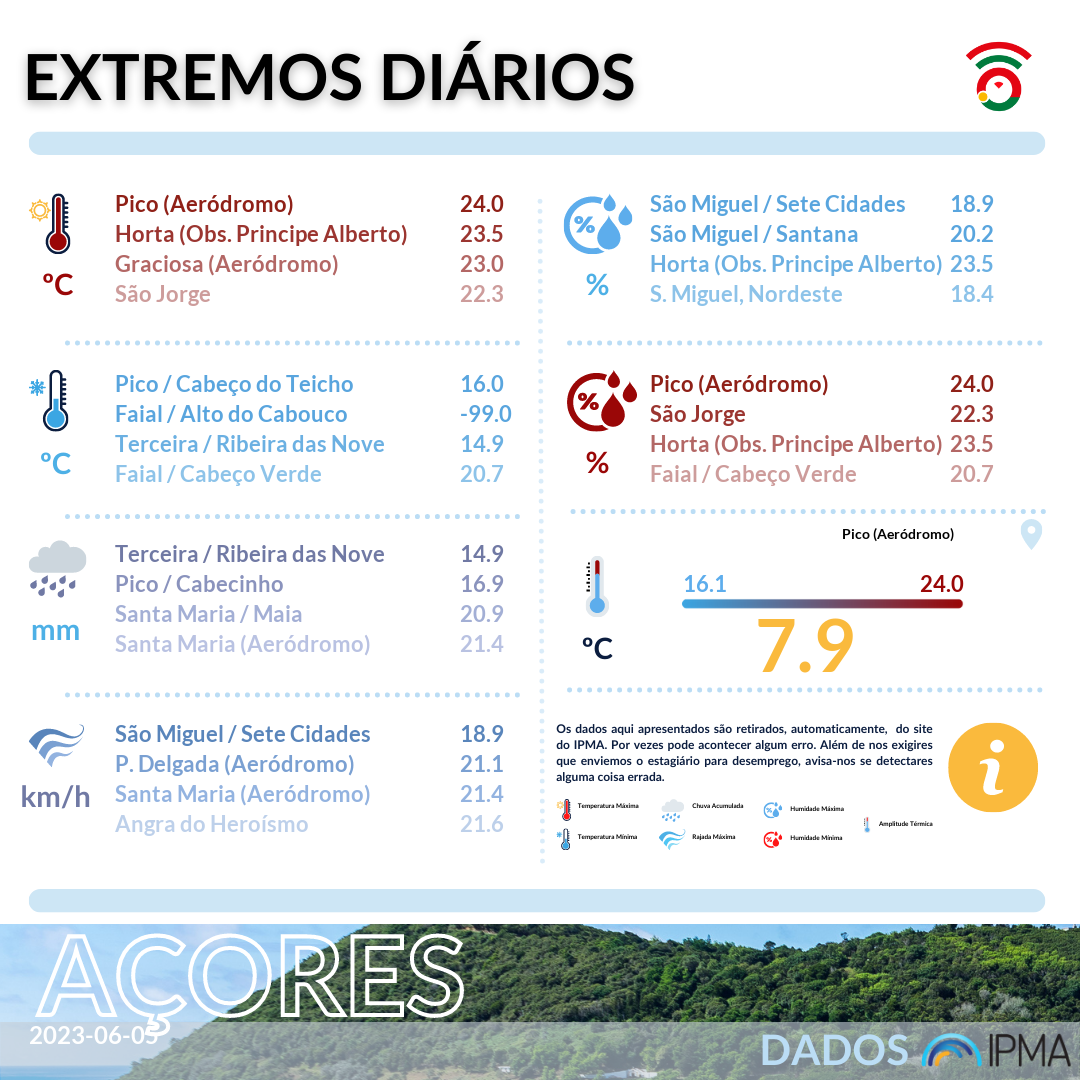 EXTREMOS DIÁRIOS
Pico (Aeródromo) 24.0
Horta (Obs. Principe Alberto) 23.5
Graciosa (Aeródromo) 23.0
São Jorge 22.3
ºC
Pico / Cabeço do Teicho 16.0
Faial / Alto do Cabouco -99.0
Terceira / Ribeira das Nove 14.9
Faial / Cabeço Verde 20.7
ºC
Terceira / Ribeira das Nove 14.9
Pico / Cabecinho 16.9
Santa Maria / Maia 20.9
Santa Maria (Aeródromo) 21.4
mm
São Miguel / Sete Cidades 18.9
P. Delgada (Aeródromo) 21.1
Santa Maria (Aeródromo) 21.4
Angra do Heroísmo 21.6
km/h
%
São Miguel / Sete Cidades 18.9
São Miguel / Santana 20.2
Horta (Obs. Principe Alberto) 23.5
S. Miguel, Nordeste 18.4
%
%
Pico (Aeródromo) 24.0
São Jorge 22.3
Horta (Obs. Principe Alberto) 23.5
Faial / Cabeço Verde 20.7
%
Pico (Aeródromo)
16.1 24.0
7.9
ºC
Os dados aqui apresentados são retirados, automaticamente, do site
do IPMA. Por vezes pode acontecer algum erro. Além de nos exigires
que enviemos o estagiário para desemprego, avisa-nos se detectares
alguma coisa errada.
i
Temperatura Máxima
Chuva Acumulada
Humidade Máxima
Amplitude Térmica
Temperatura Mínima
Rajada Máxima
Humidade Mínima
AÇORES
2023-06-05
DADOS IPMA